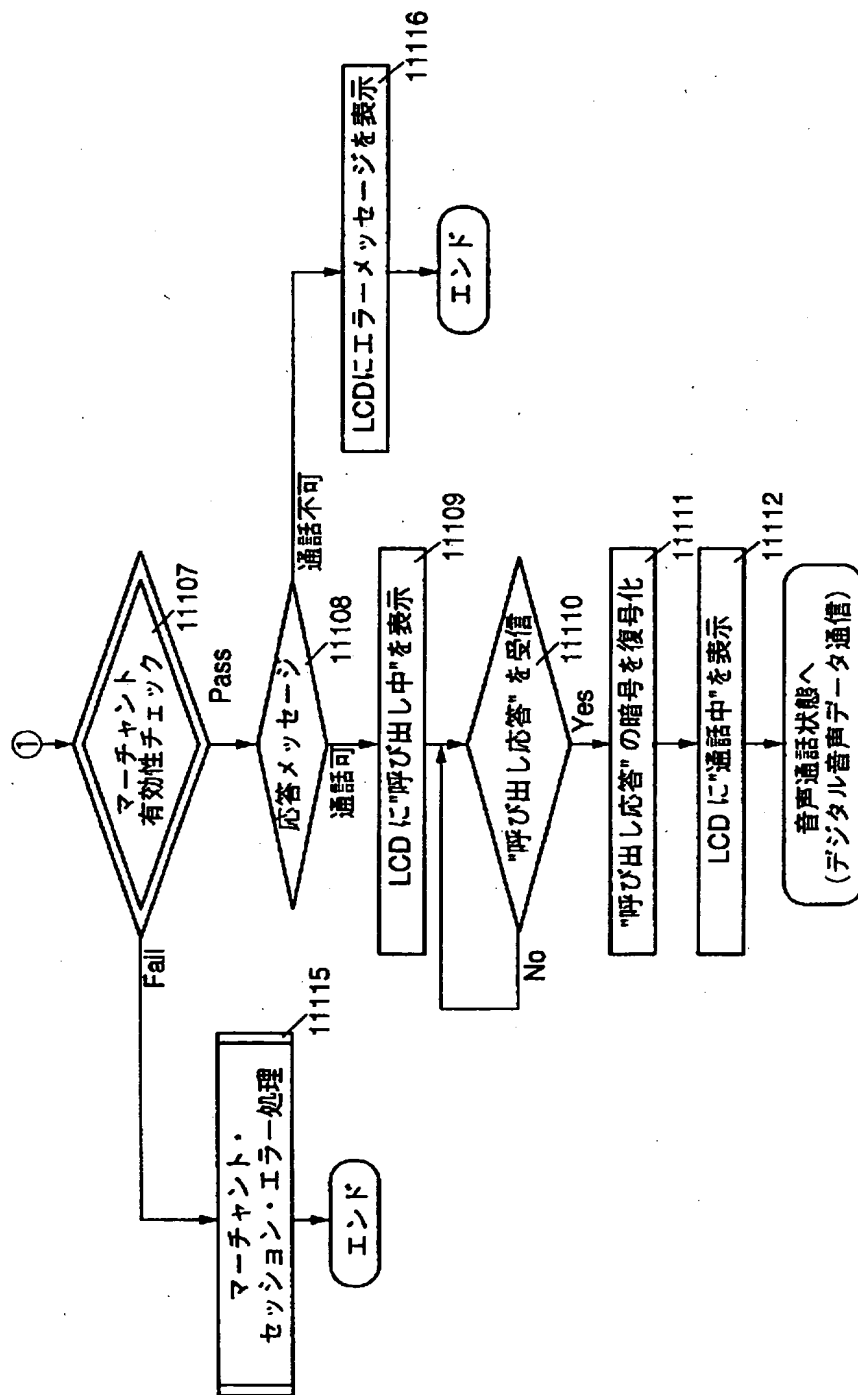 ①
マーチャント
有効性チェック
11107
Fail
Pass
マーチャント・
セッション・エラー処理
11115
エンド
応答メッセージ
11108
通話不可
通話可
LCDにエラーメッセージを表示
11116
エンド
LCDに"呼び出し中"を表示
11109
"呼び出し応答"を受信
11110
No
Yes
"呼び出し応答"の暗号を復号化
11111
LCDに"通話中"を表示
11112
音声通話状態へ
(デジタル音声データ通信)